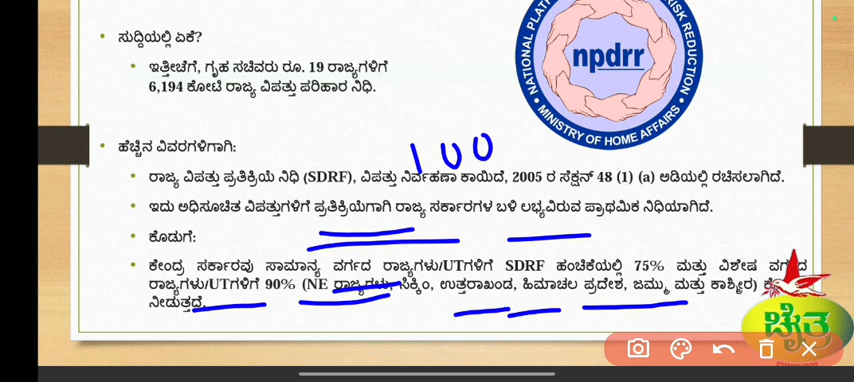 NATIONAL PLATF
RISK REDUCTION
npdrr
MINISTRY OF HOME AFFAIRS
ಸುದ್ದಿಯಲ್ಲಿ ಏಕೆ?
ಇತ್ತೀಚೆಗೆ, ಗೃಹ ಸಚಿವರು ರೂ. 19 ರಾಜ್ಯಗಳಿಗೆ
6,194 ಕೋಟಿ ರಾಜ್ಯ ವಿಪತ್ತು ಪರಿಹಾರ ನಿಧಿ.
ಹೆಚ್ಚಿನ ವಿವರಗಳಿಗಾಗಿ:
100
ರಾಜ್ಯ ವಿಪತ್ತು ಪ್ರತಿಕ್ರಿಯೆ ನಿಧಿ (SDRF), ವಿಪತ್ತು ನಿರ್ವಹಣಾ ಕಾಯಿದೆ, 2005 ರ ಸೆಕ್ಷನ್ 48 (1) (a) ಅಡಿಯಲ್ಲಿ ರಚಿಸಲಾಗಿದೆ.
ಇದು ಅಧಿಸೂಚಿತ ವಿಪತ್ತುಗಳಿಗೆ ಪ್ರತಿಕ್ರಿಯೆಗಾಗಿ ರಾಜ್ಯ ಸರ್ಕಾರಗಳ ಬಳಿ ಲಭ್ಯವಿರುವ ಪ್ರಾಥಮಿಕ ನಿಧಿಯಾಗಿದೆ.
ಕೊಡುಗೆ:
ಕೇಂದ್ರ ಸರ್ಕಾರವು ಸಾಮಾನ್ಯ ವರ್ಗದ ರಾಜ್ಯಗಳು/UTಗಳಿಗೆ SDRF ಹಂಚಿಕೆಯಲ್ಲಿ 75% ಮತ್ತು ವಿಶೇಷ ವರ್ಗದ
ರಾಜ್ಯಗಳು/UTಗಳಿಗೆ 90% (NE ರಾಜ್ಯಗಳು, ಸಿಕ್ಕಿಂ, ಉತ್ತರಾಖಂಡ, ಹಿಮಾಚಲ ಪ್ರದೇಶ, ಜಮ್ಮು ಮತ್ತು ಕಾಶ್ಮೀರ)
ನೀಡುತ್ತದೆ.
ಚೈತ್ರ